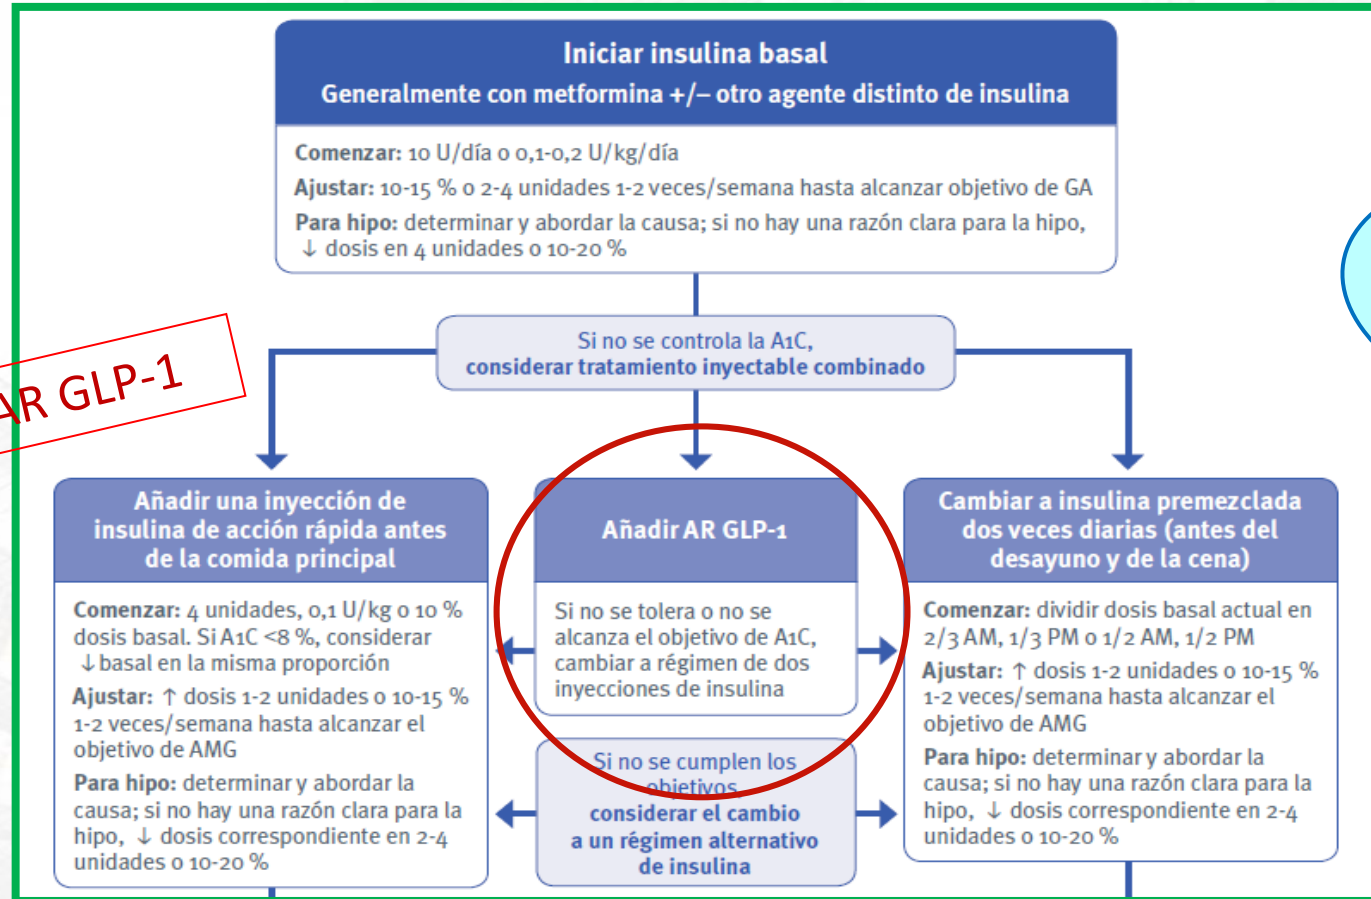 Iniciar insulina basal
Generalmente con metformina +/– otro agente distinto de insulina
Comenzar: 10 U/día o 0,1-0,2 U/kg/día
Ajustar: 10-15 % o 2-4 unidades 1-2 veces/semana hasta alcanzar objetivo de GA
Para hipo: determinar y abordar la causa; si no hay una razón clara para la hipo,
↓ dosis en 4 unidades o 10-20 %
Si no se controla la A1C,
considerar tratamiento inyectable combinado
AR GLP-1
Añadir una inyección de
insulina de acción rápida antes
de la comida principal
Comenzar: 4 unidades, 0,1 U/kg o 10 %
dosis basal. Si A1C <8 %, considerar
↓basal en la misma proporción
Ajustar: ↑ dosis 1-2 unidades o 10-15 %
1-2 veces/semana hasta alcanzar el
objetivo de AMG
Para hipo: determinar y abordar la
causa; si no hay una razón clara para la
hipo, ↓ dosis correspondiente en 2-4
unidades o 10-20 %
Añadir AR GLP-1
Si no se tolera o no se
alcanza el objetivo de A1C,
cambiar a régimen de dos
inyecciones de insulina
Si no se cumplen los
objetivos,
considerar el cambio
a un régimen alternativo
de insulina
Cambiar a insulina premezclada
dos veces diarias (antes del
desayuno y de la cena)
Comenzar: dividir dosis basal actual en
2/3 AM, 1/3 PM o 1/2 AM, 1/2 PM
Ajustar: ↑ dosis 1-2 unidades o 10-15 %
1-2 veces/semana hasta alcanzar el
objetivo de AMG
Para hipo: determinar y abordar la
causa; si no hay una razón clara para la
hipo, ↓ dosis correspondiente en 2-4
unidades o 10-20 %